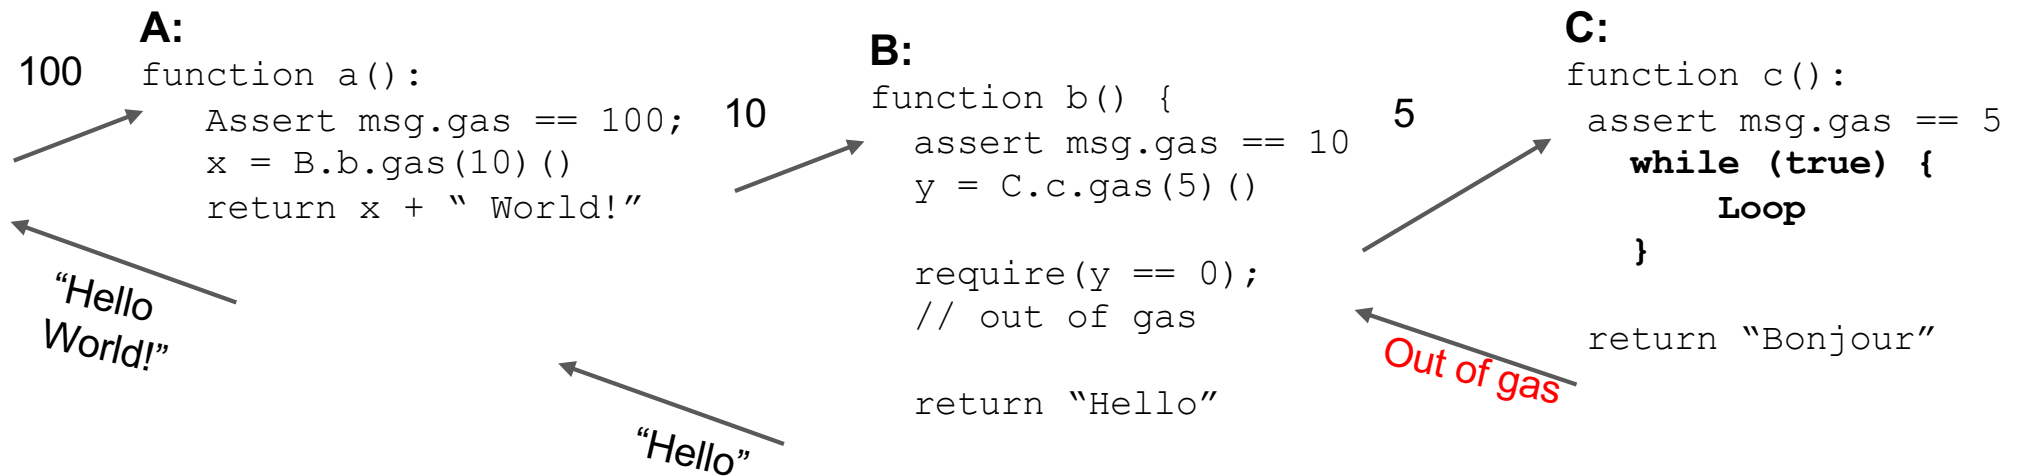 A:
100
function a():
Assert msg.gas == 100;
x = B.b.gas(10)()
return x + “ World!”
“Hello
World!”
10
B:
function b() {
assert msg.gas == 10
y = C.c.gas(5)()
require(y == 0);
// out of gas
return “Hello”
“Hello”
5
C:
function c():
assert msg.gas == 5
while (true) {
Loop
}
return “Bonjour”
Out of gas